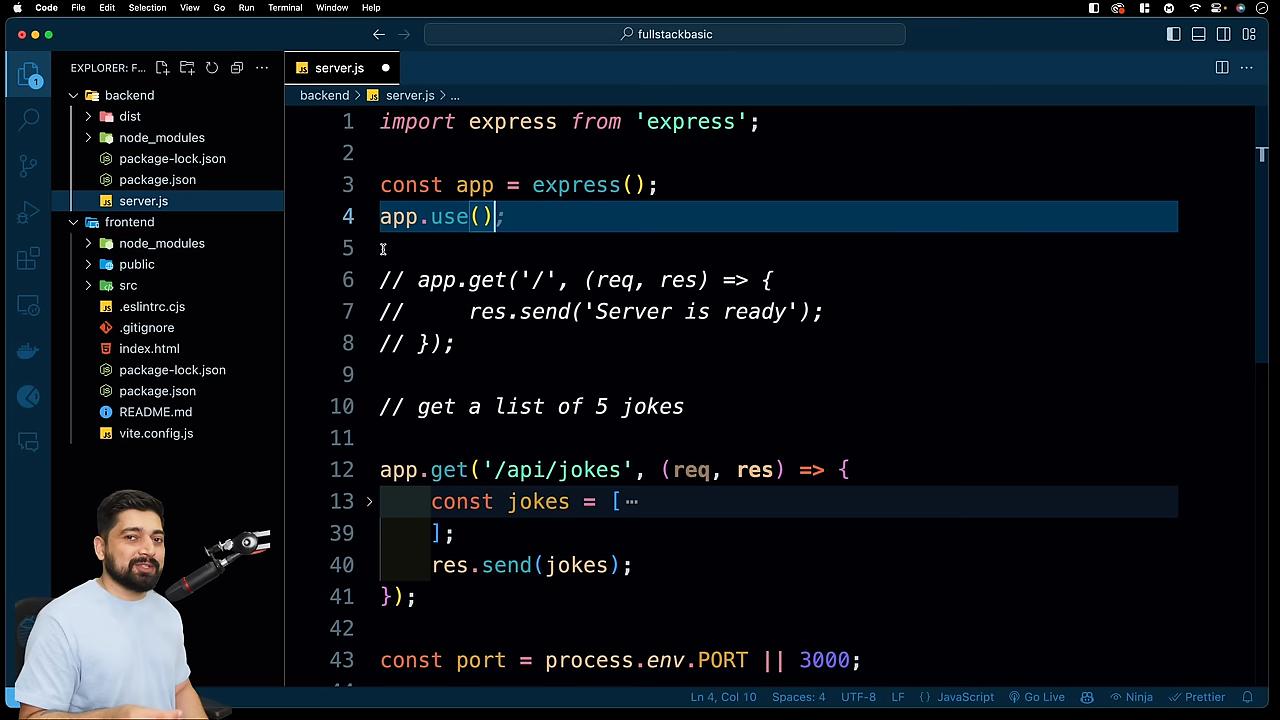 Code File Edit Selection View Go Run Terminal Window Help
fullstackbasic
EXPLORER: F...
server.js
backend > server.js > ...
1
backend
dist
node_modules
package-lock.json
package.json
server.js
frontend
node_modules
public
src
.eslintrc.cjs
.gitignore
index.html
package-lock.json
package.json
README.md
vite.config.js
1 import express from 'express';
2
3 const app = express();
4 app.use();
5
6 // app.get('/', (req, res) => {
7 //     res.send('Server is ready');
8 // });
9
10 // get a list of 5 jokes
11
12 app.get('/api/jokes', (req, res) => {
13     const jokes = [⋯
39     ];
40     res.send(jokes);
41 });
42
43 const port = process.env.PORT || 3000;
Ln 4, Col 10 Spaces: 4 UTF-8 LF {} JavaScript Go Live Ninja Prettier